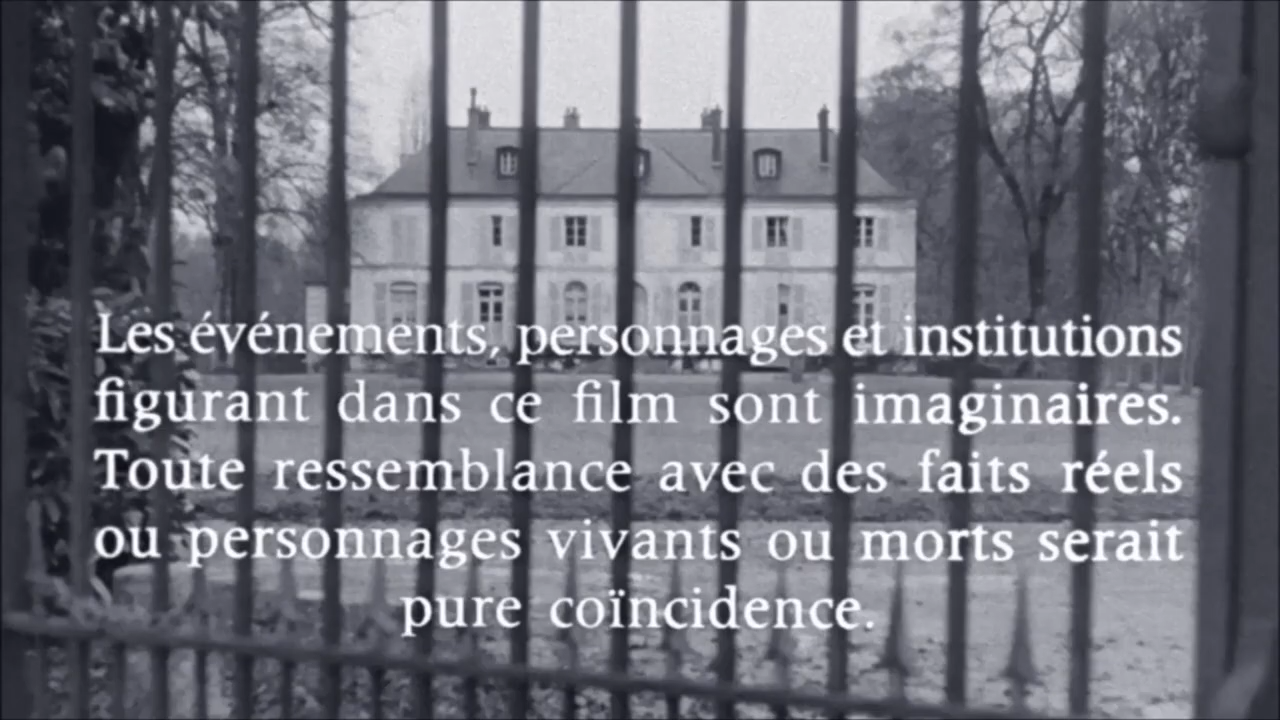 Les événements, personnages et institutions
figurant dans ce film sont imaginaires.
Toute ressemblance avec des faits réels
ou personnages vivants ou morts serait
pure coïncidence.